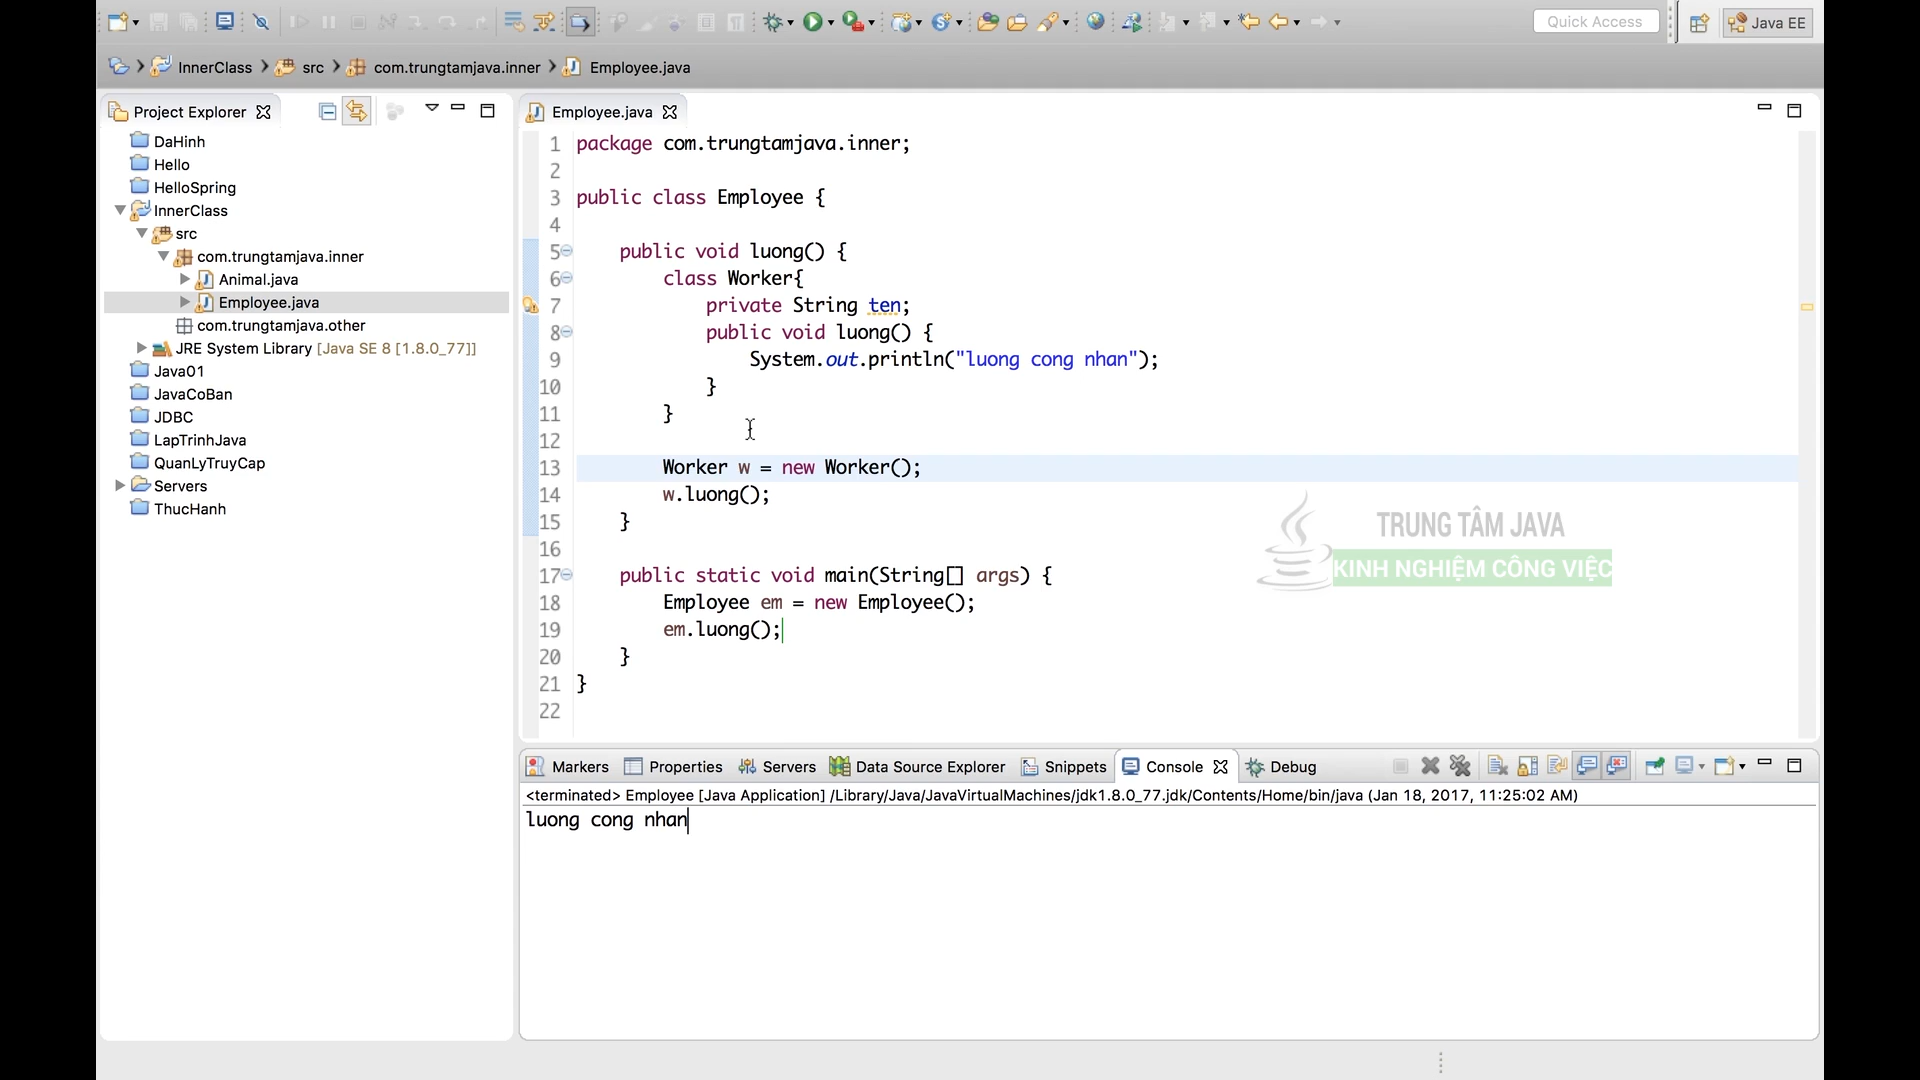 Quick Access
Java EE
InnerClass
src
com.trungtamjava.inner
Employee.java
Project Explorer
DaHinh
Hello
HelloSpring
InnerClass
src
com.trungtamjava.inner
Animal.java
Employee.java
com.trungtamjava.other
JRE System Library [Java SE 8 [1.8.0_77]]
Java01
JavaCoBan
JDBC
LapTrinhJava
QuanLyTruyCap
Servers
ThucHanh
Employee.java
1 package com.trungtamjava.inner;
2
3 public class Employee {
4
5 public void luong() {
6 class Worker{
7 private String ten;
8 public void luong() {
9 System.out.println("luong cong nhan");
10 }
11 }
12
13 Worker w = new Worker();
14 w.luong();
15 }
16
17 public static void main(String[] args) {
18 Employee em = new Employee();
19 em.luong();
20 }
21 }
22
TRUNG TÂM JAVA
KINH NGHIỆM CÔNG VIỆC
Markers Properties Servers Data Source Explorer Snippets Console Debug
<terminated> Employee [Java Application] /Library/Java/JavaVirtualMachines/jdk1.8.0_77.jdk/Contents/Home/bin/java (Jan 18, 2017, 11:25:02 AM)
luong cong nhan